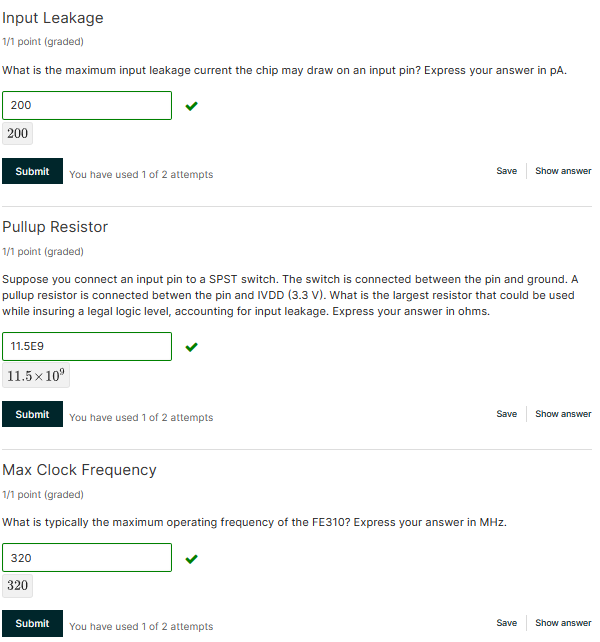 Input Leakage
1/1 point (graded)
What is the maximum input leakage current the chip may draw on an input pin? Express your answer in pA.
200
200
Submit You have used 1 of 2 attempts Save Show answer
Pullup Resistor
1/1 point (graded)
Suppose you connect an input pin to a SPST switch. The switch is connected between the pin and ground. A
pullup resistor is connected betwen the pin and IVDD (3.3 V). What is the largest resistor that could be used
while insuring a legal logic level, accounting for input leakage. Express your answer in ohms.
11.5E9
11.5×10⁹
Submit You have used 1 of 2 attempts Save Show answer
Max Clock Frequency
1/1 point (graded)
What is typically the maximum operating frequency of the FE310? Express your answer in MHz.
320
320
Submit You have used 1 of 2 attempts Save Show answer